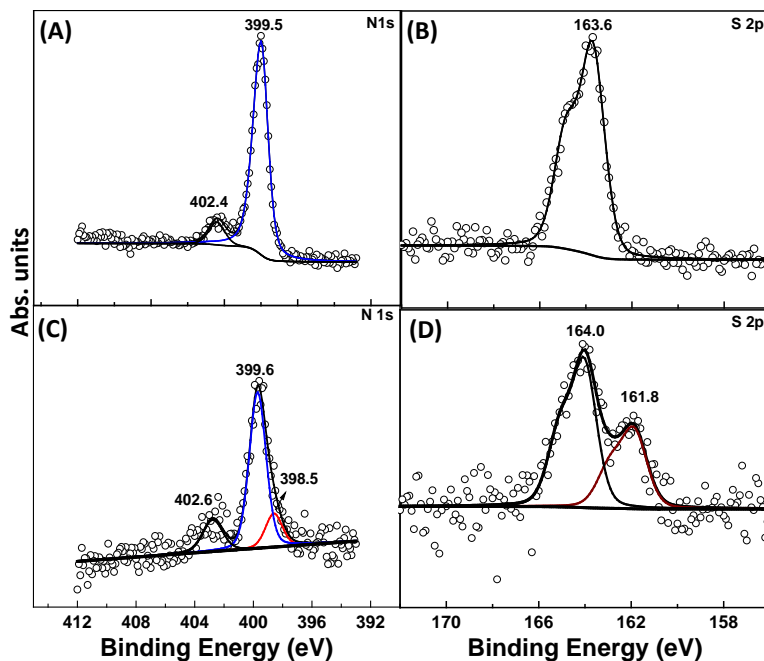 (A) 399.5 N1s
402.4
(B) 163.6 S 2p
Abs. units
(C) N 1s
399.6
398.5
402.6
(D) S 2p
164.0
161.8
412 408 404 400 396 392
170 166 162 158
Binding Energy (eV) Binding Energy (eV)